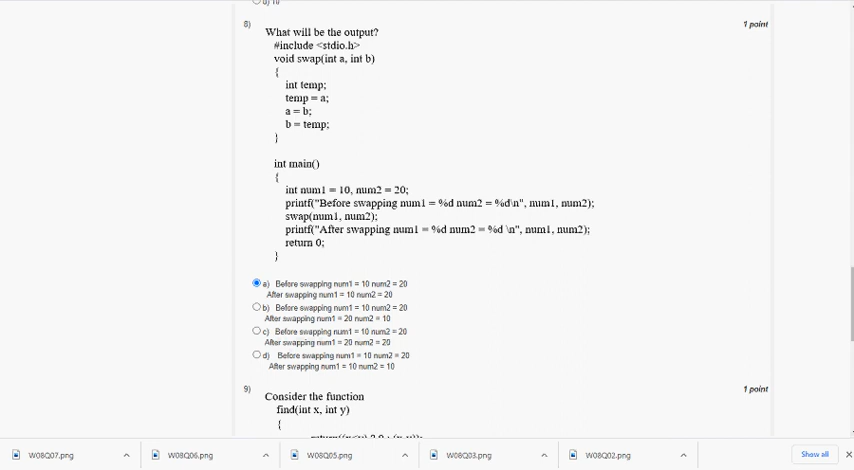 8)
1 point
What will be the output?
#include <stdio.h>
void swap(int a, int b)
{
int temp;
temp = a;
a = b;
b = temp;
}
int main()
{
int num1 = 10, num2 = 20;
printf("Before swapping num1 = %d num2 = %d\n", num1, num2);
swap(num1, num2);
printf("After swapping num1 = %d num2 = %d \n", num1, num2);
return 0;
}
a) Before swapping num1 = 10 num2 = 20
After swapping num1 = 10 num2 = 20
b) Before swapping num1 = 10 num2 = 20
After swapping num1 = 20 num2 = 10
c) Before swapping num1 = 10 num2 = 20
After swapping num1 = 20 num2 = 20
d) Before swapping num1 = 10 num2 = 20
After swapping num1 = 10 num2 = 10
9)
1 point
Consider the function
find(int x, int y)
{
W08Q07.png
W08Q06.png
W08Q05.png
W08Q03.png
W08Q02.png
Show all